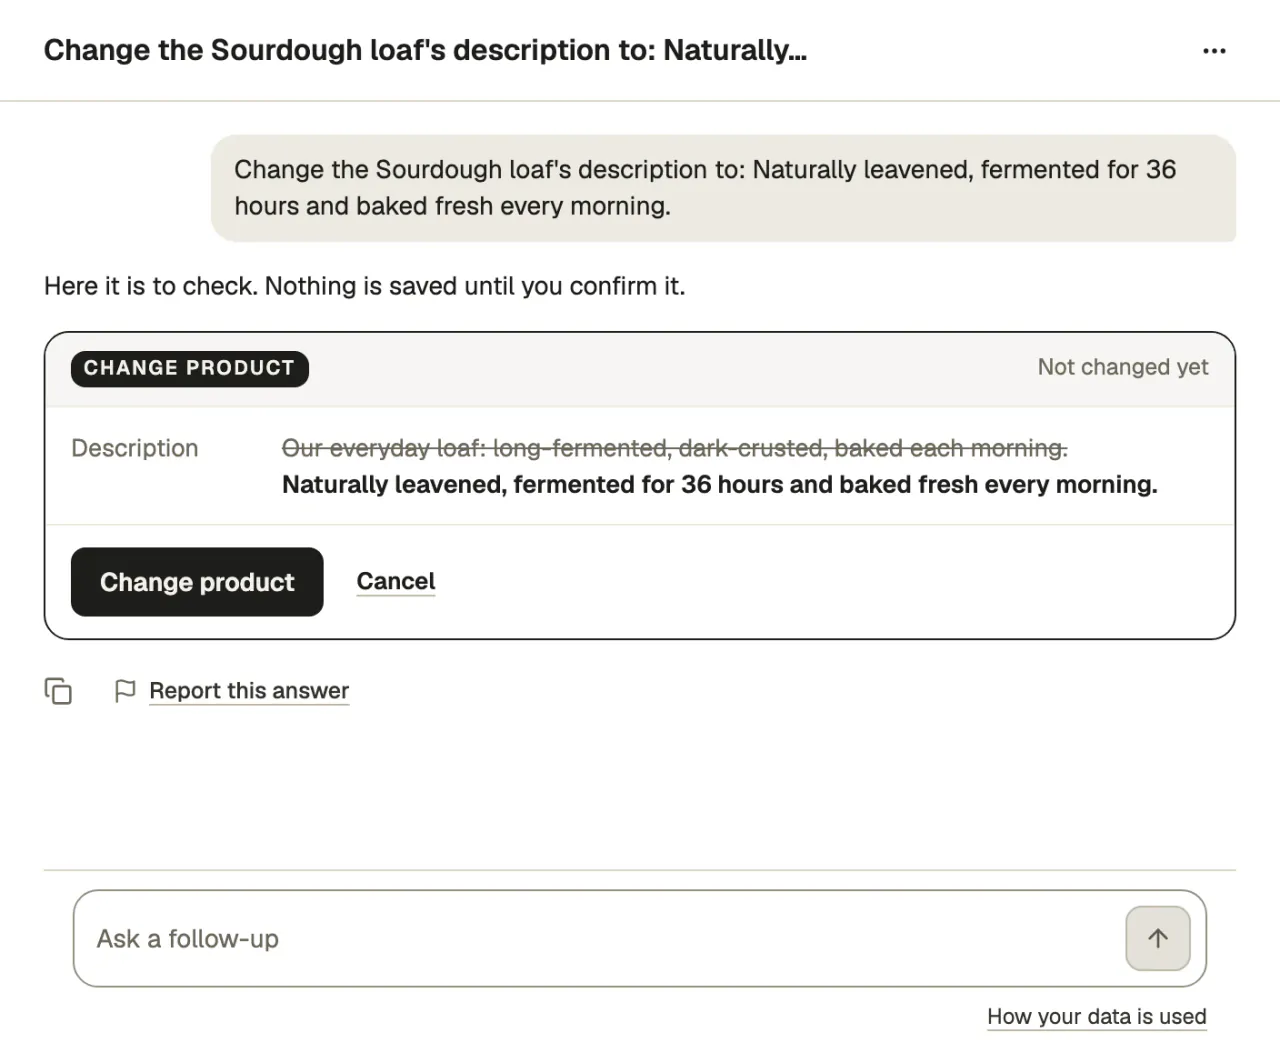 Change the Sourdough loaf's description to: Naturally...
Change the Sourdough loaf's description to: Naturally leavened, fermented for 36
hours and baked fresh every morning.
Here it is to check. Nothing is saved until you confirm it.
CHANGE PRODUCT
Not changed yet
Description
Our everyday loaf: long-fermented, dark-crusted, baked each morning.
Naturally leavened, fermented for 36 hours and baked fresh every morning.
Change product
Cancel
Report this answer
Ask a follow-up
How your data is used